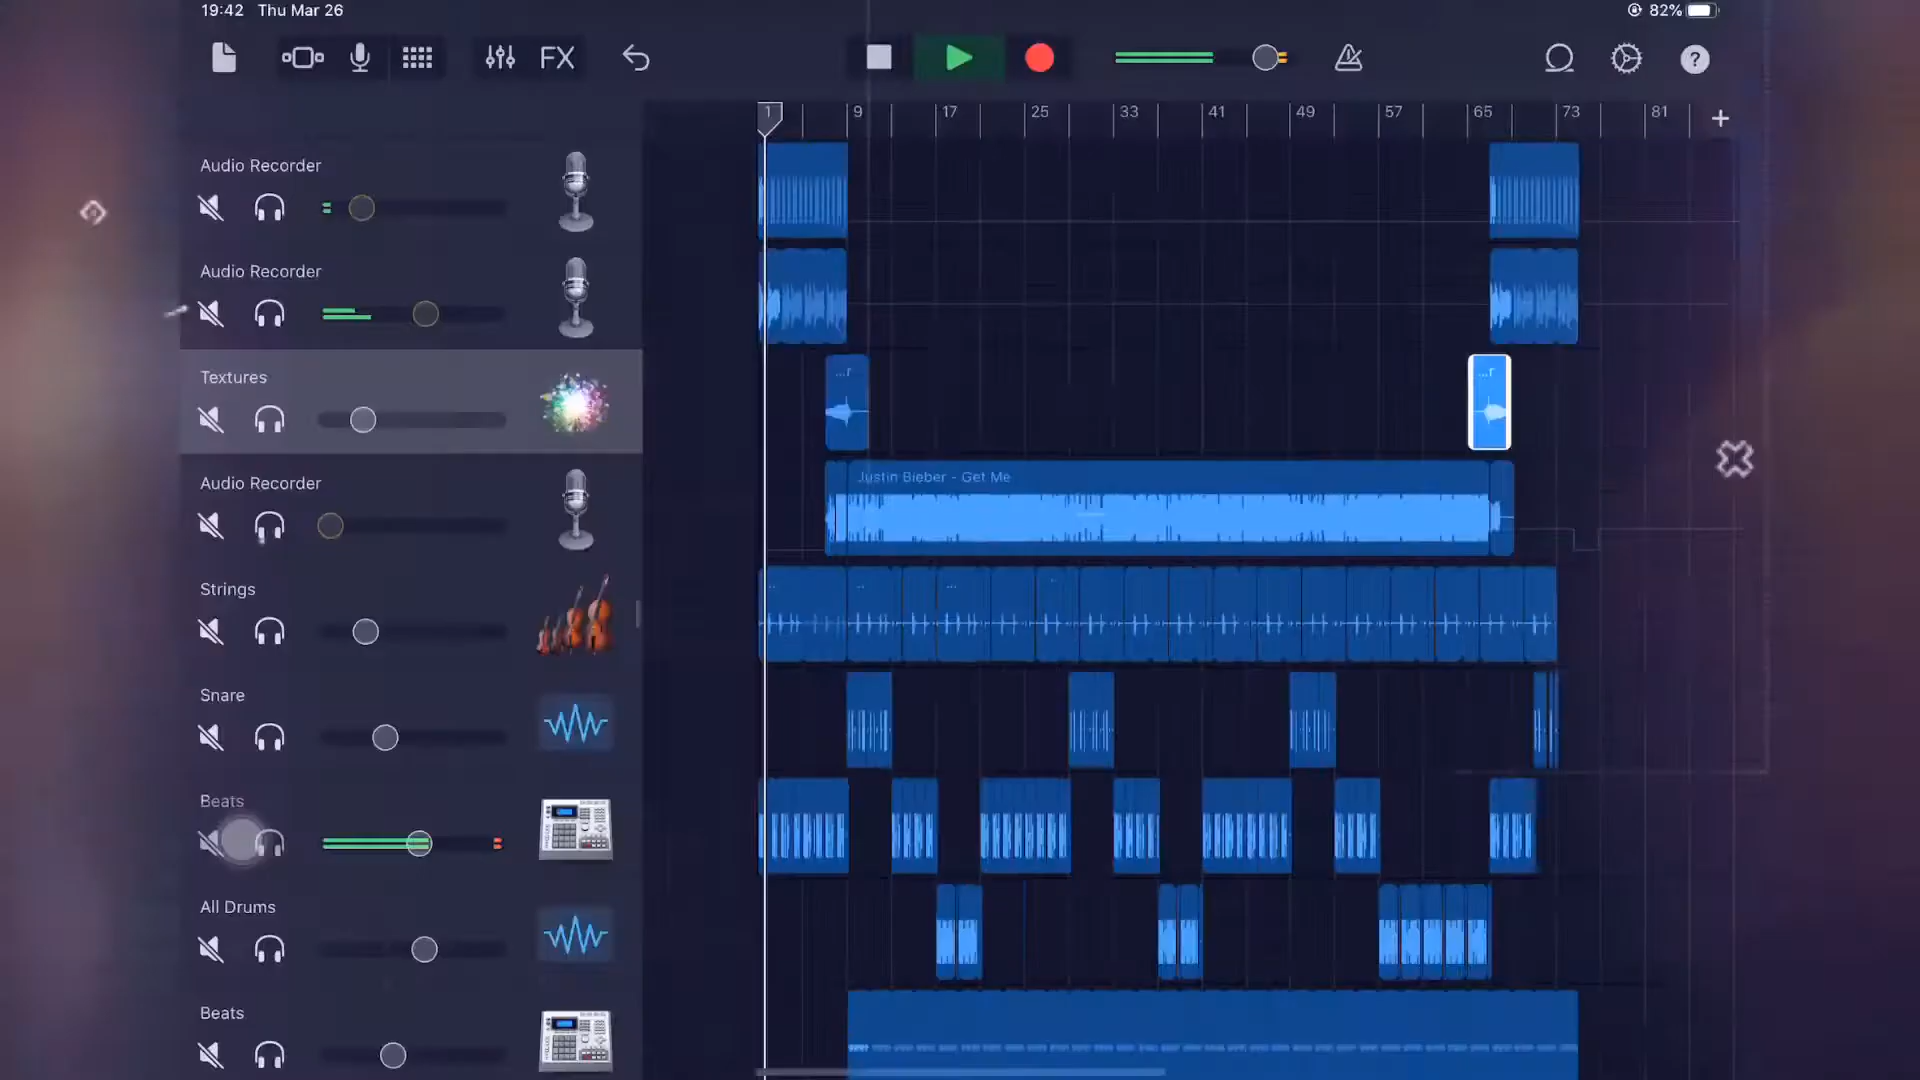 19:42 Thu Mar 26
82%
FX
?
1 9 17 25 33 41 49 57 65 73 81 +
Audio Recorder
Audio Recorder
Textures
...r
...r
Audio Recorder
Justin Bieber - Get Me
Strings
Snare
Beats
All Drums
Beats